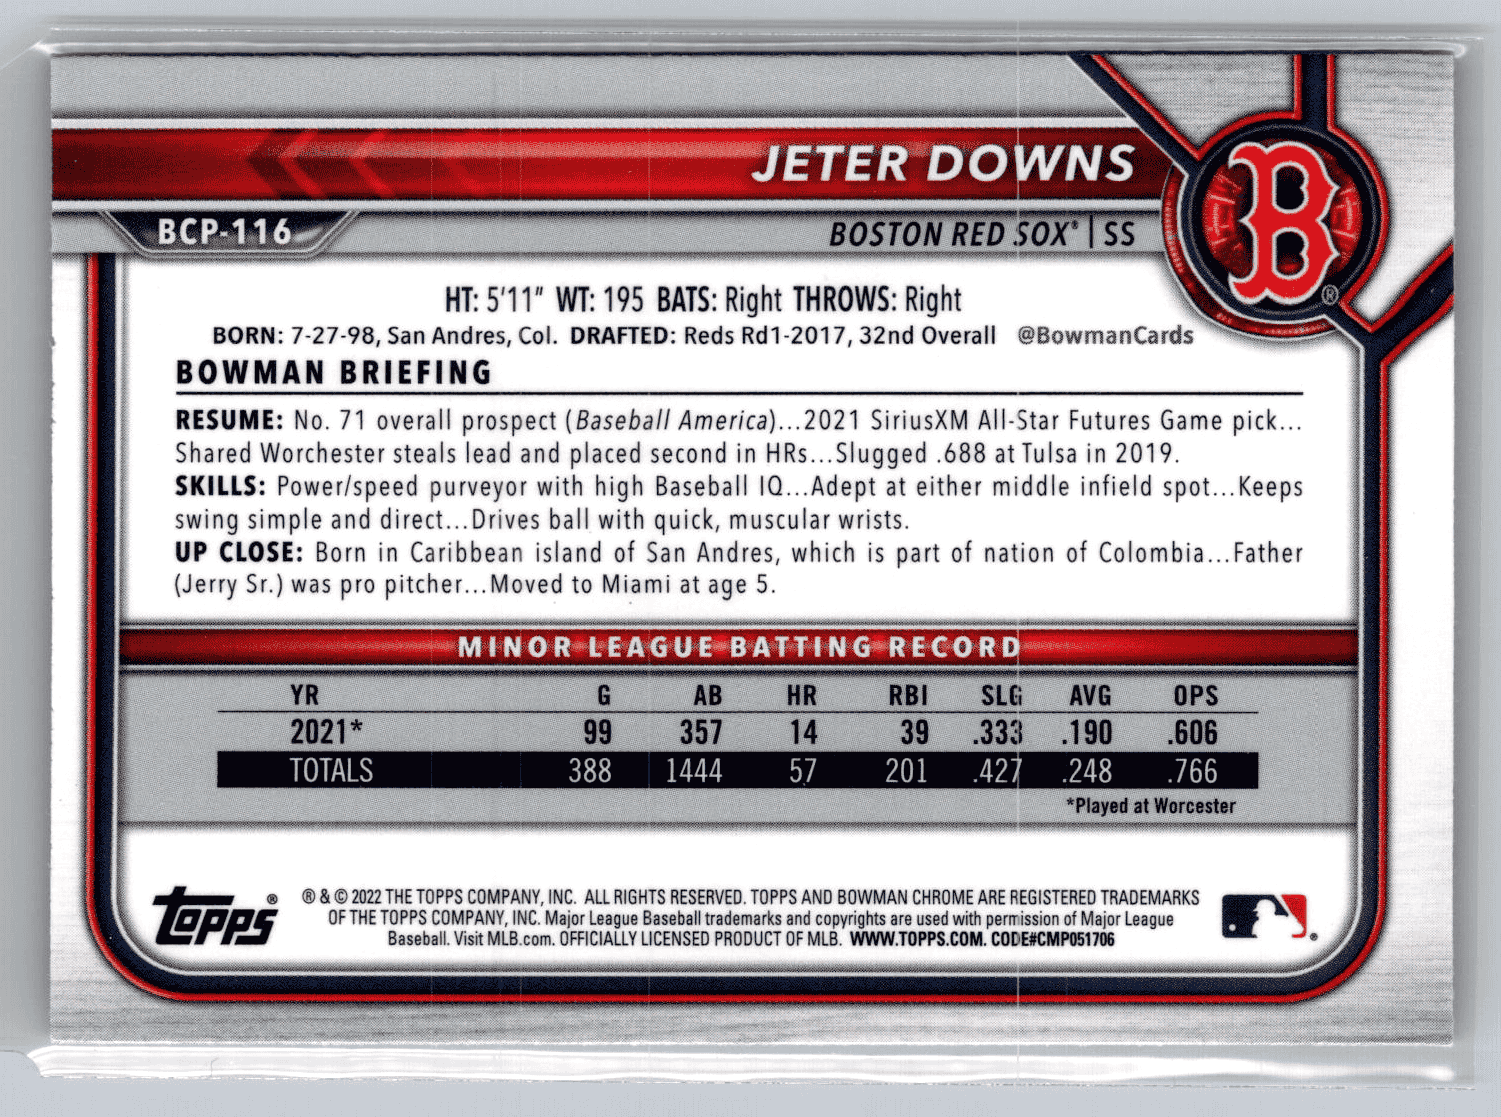 JETER DOWNS
BCP-116
BOSTON RED SOX® | SS
B®
HT: 5'11" WT: 195 BATS: Right THROWS: Right
BORN: 7-27-98, San Andres, Col. DRAFTED: Reds Rd1-2017, 32nd Overall @BowmanCards
BOWMAN BRIEFING
RESUME: No. 71 overall prospect (Baseball America)...2021 SiriusXM All-Star Futures Game pick...
Shared Worchester steals lead and placed second in HRs...Slugged .688 at Tulsa in 2019.
SKILLS: Power/speed purveyor with high Baseball IQ...Adept at either middle infield spot...Keeps
swing simple and direct...Drives ball with quick, muscular wrists.
UP CLOSE: Born in Caribbean island of San Andres, which is part of nation of Colombia...Father
(Jerry Sr.) was pro pitcher...Moved to Miami at age 5.
MINOR LEAGUE BATTING RECORD
YR G AB HR RBI SLG AVG OPS
2021* 99 357 14 39 .333 .190 .606
TOTALS 388 1444 57 201 .427 .248 .766
*Played at Worcester
topps®
® & © 2022 THE TOPPS COMPANY, INC. ALL RIGHTS RESERVED. TOPPS AND BOWMAN CHROME ARE REGISTERED TRADEMARKS
OF THE TOPPS COMPANY, INC. Major League Baseball trademarks and copyrights are used with permission of Major League
Baseball. Visit MLB.com. OFFICIALLY LICENSED PRODUCT OF MLB. WWW.TOPPS.COM. CODE#CMP051706